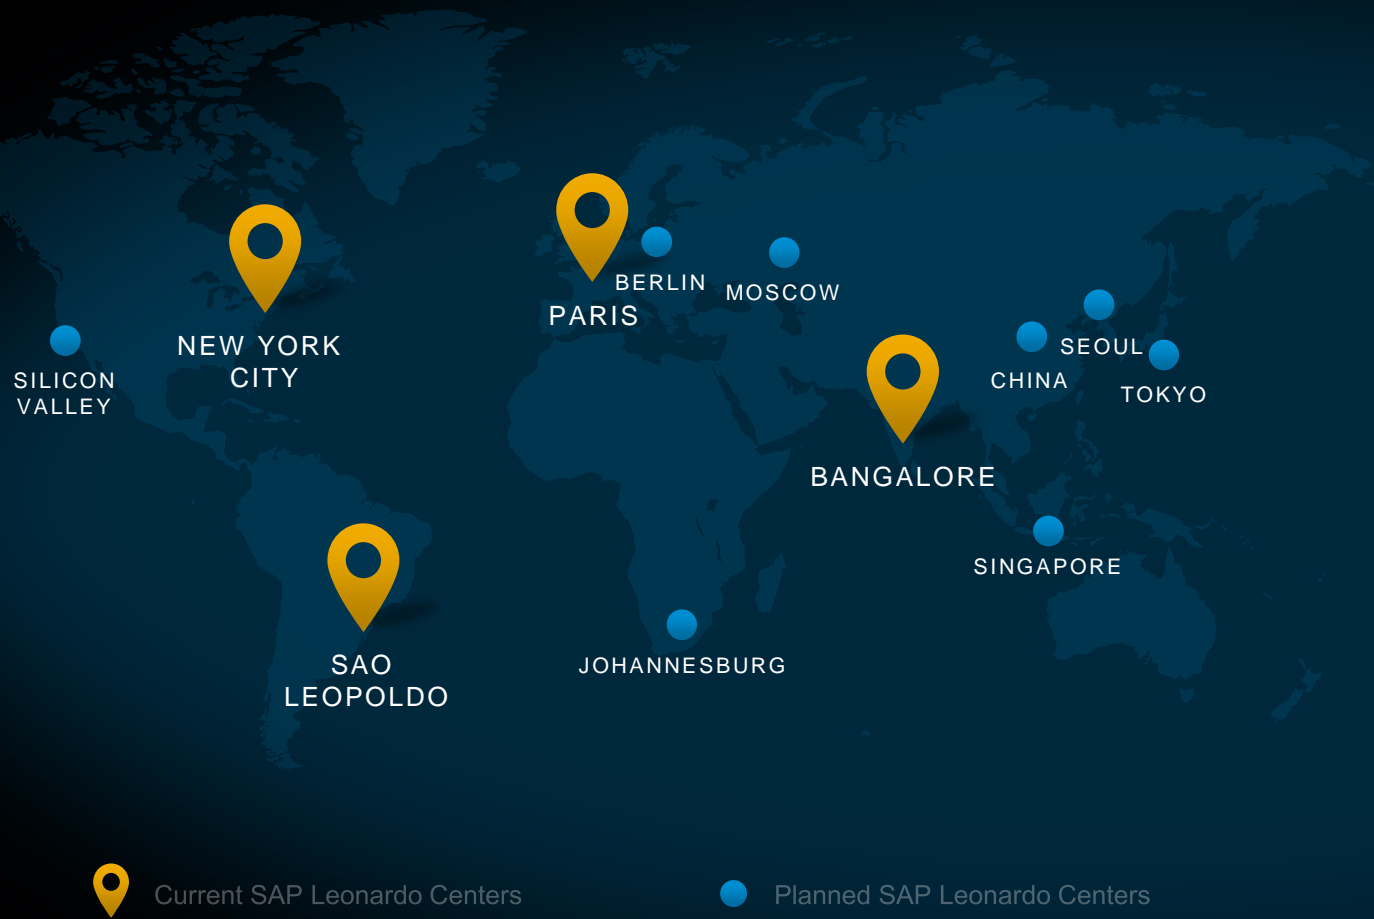 BERLIN
MOSCOW
PARIS
NEW YORK
CITY
SEOUL
CHINA
TOKYO
SILICON
VALLEY
BANGALORE
SINGAPORE
SAO
LEOPOLDO
JOHANNESBURG
Current SAP Leonardo Centers
Planned SAP Leonardo Centers